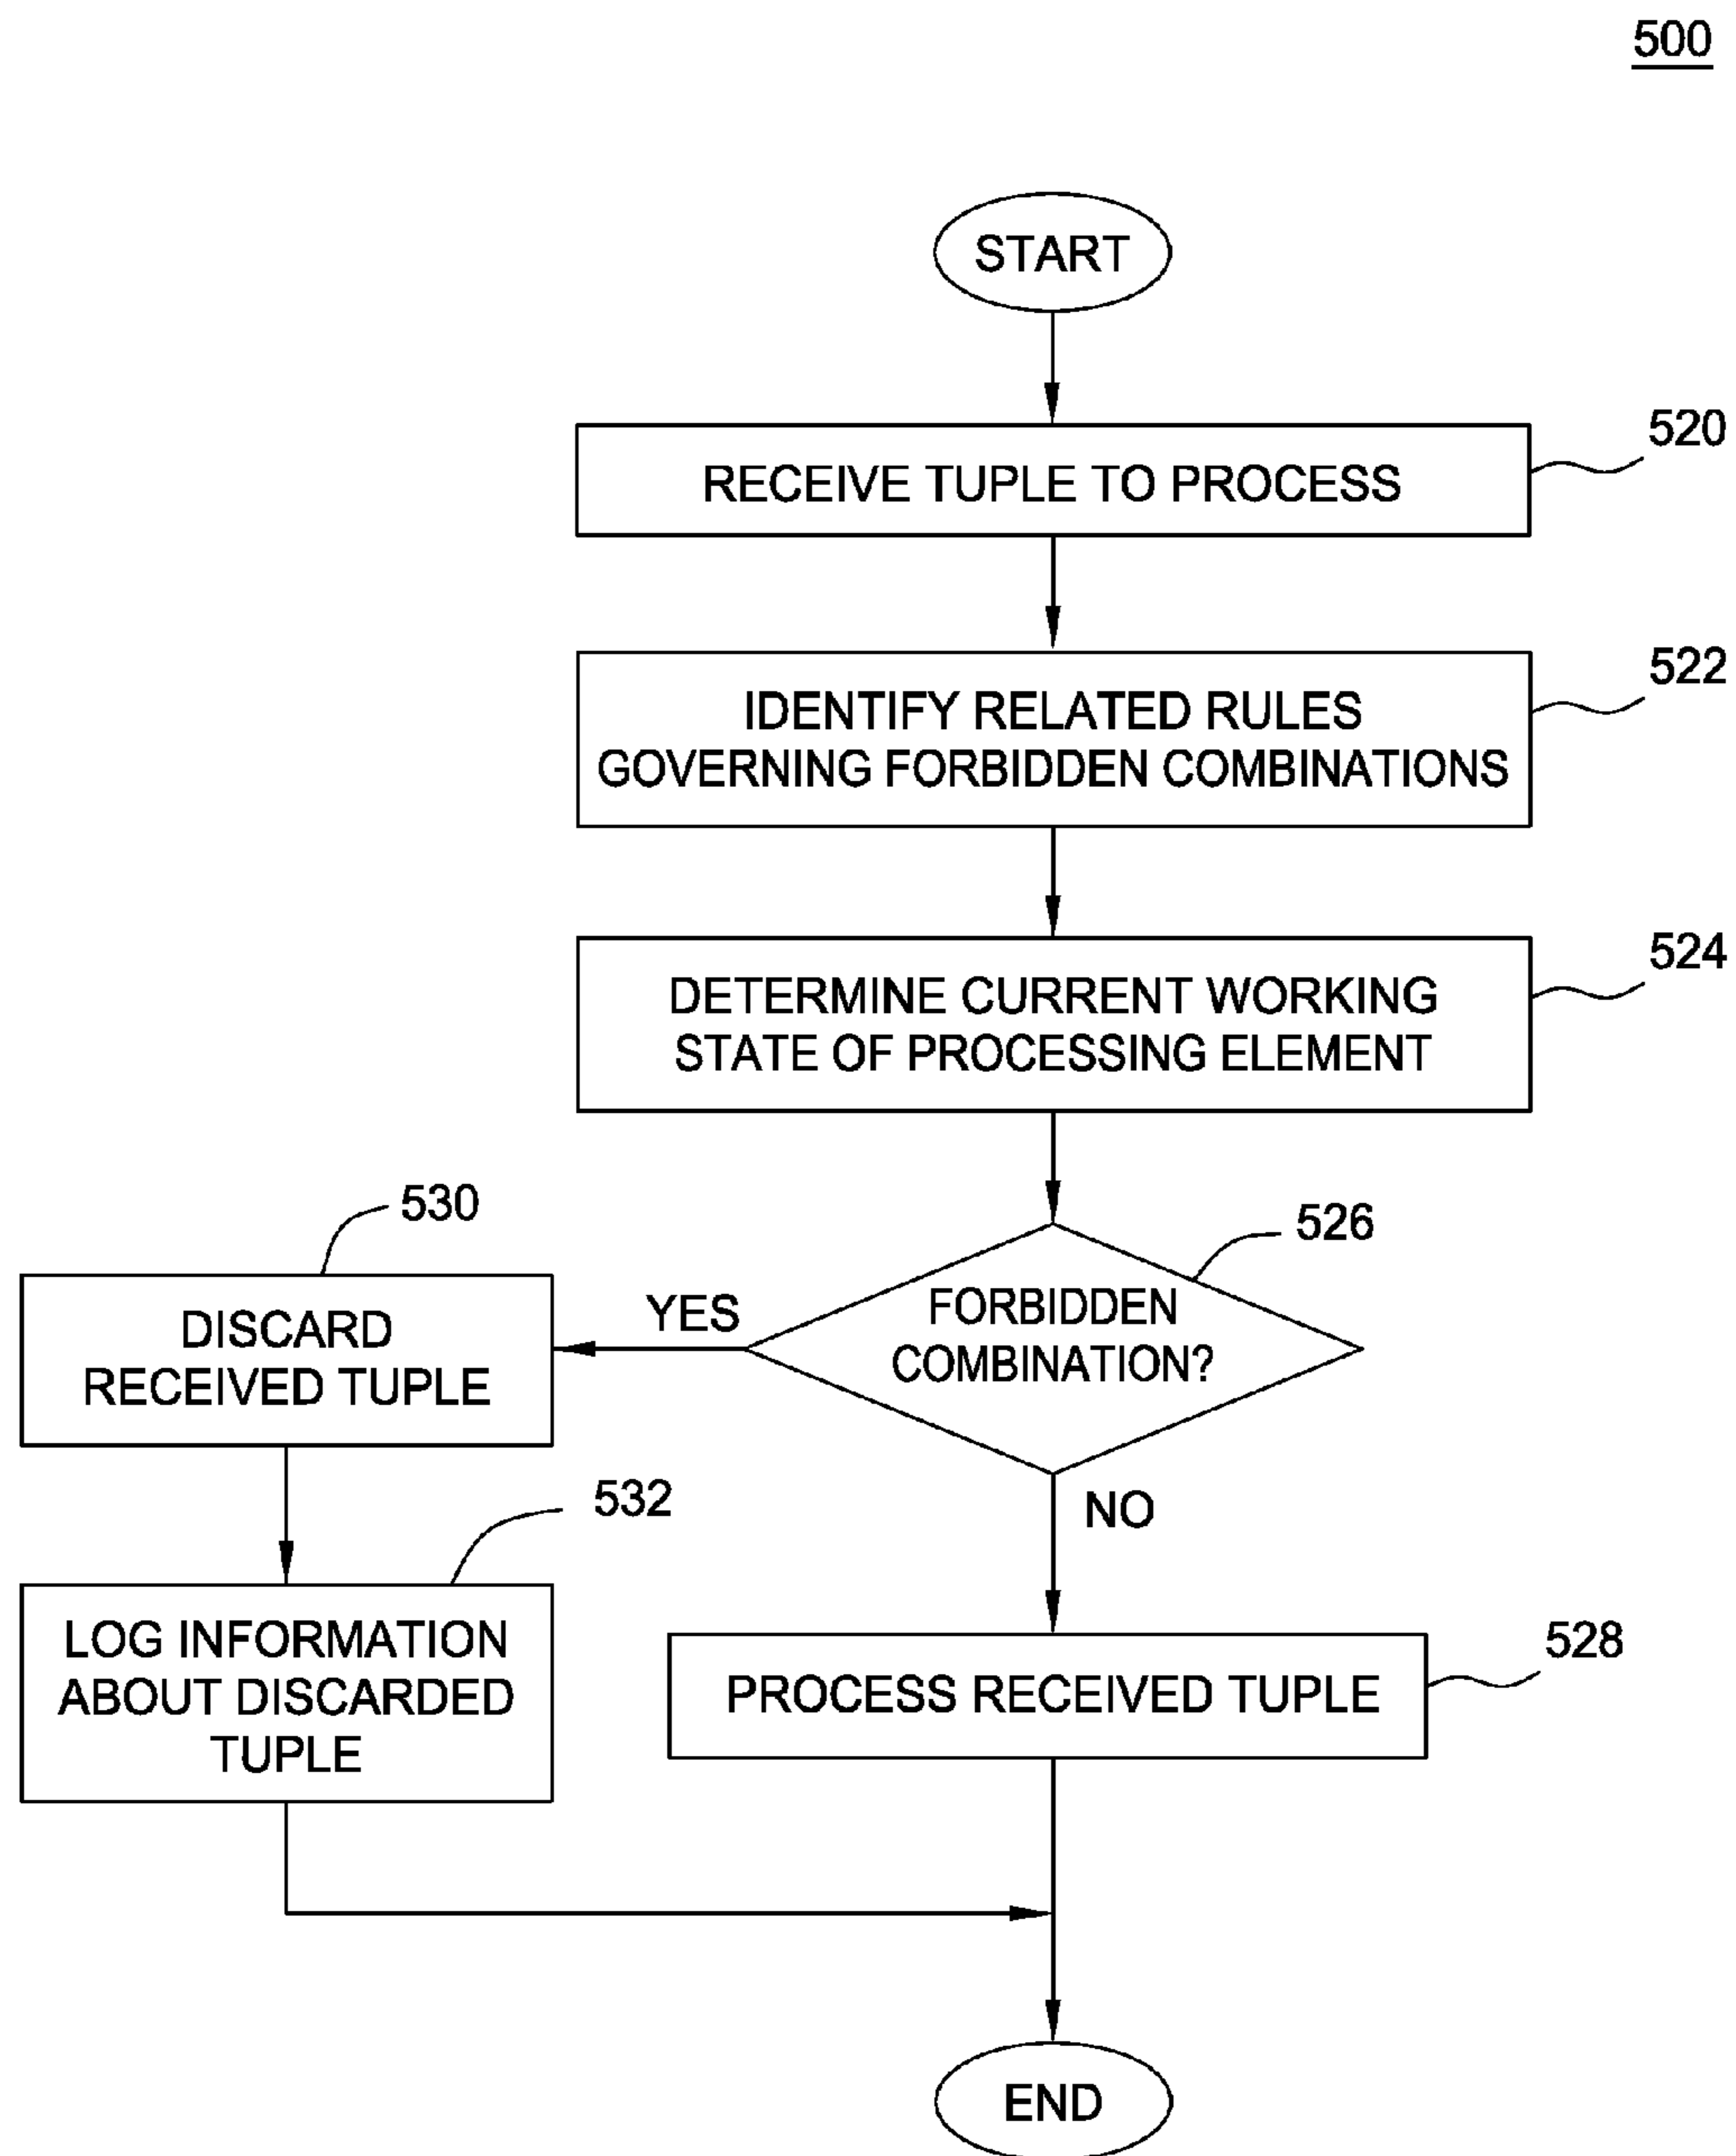 500
START
RECEIVE TUPLE TO PROCESS
520
IDENTIFY RELATED RULES
GOVERNING FORBIDDEN COMBINATIONS
522
DETERMINE CURRENT WORKING
STATE OF PROCESSING ELEMENT
524
FORBIDDEN
COMBINATION?
526
YES
530
DISCARD
RECEIVED TUPLE
532
LOG INFORMATION
ABOUT DISCARDED
TUPLE
NO
PROCESS RECEIVED TUPLE
528
END